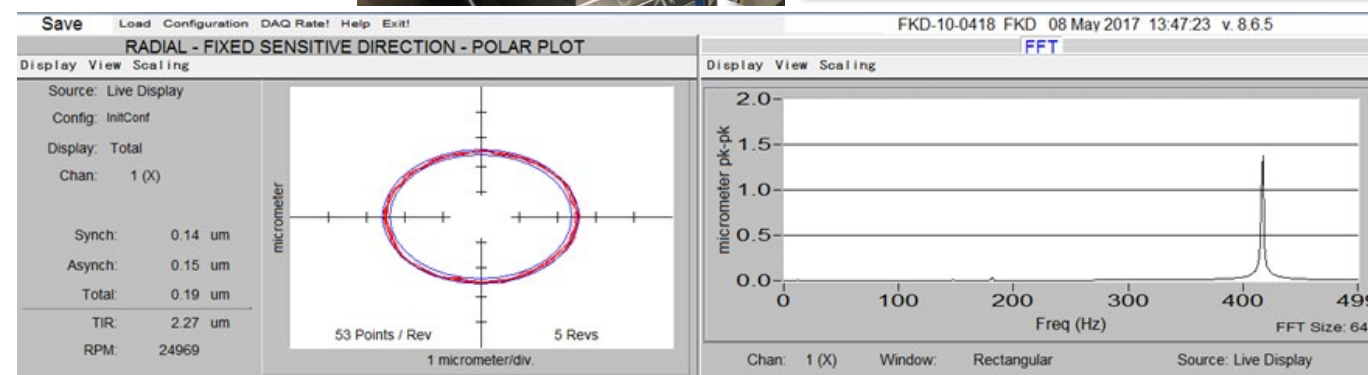 Save Load Configuration DAQ Rate! Help Exit! FKD-10-0418 FKD 08 May 2017 13:47:23 v. 8.6.5
RADIAL - FIXED SENSITIVE DIRECTION - POLAR PLOT
Display View Scaling
Source: Live Display
Config: InitConf
Display: Total
Chan: 1 (X)
Synch: 0.14 um
Asynch: 0.15 um
Total: 0.19 um
TIR: 2.27 um
RPM: 24969
micrometer
53 Points / Rev 5 Revs
1 micrometer/div.
FFT
Display View Scaling
micrometer pk-pk
2.0
1.5
1.0
0.5
0.0
0 100 200 300 400 499
Freq (Hz)
FFT Size: 64
Chan: 1 (X) Window: Rectangular Source: Live Display